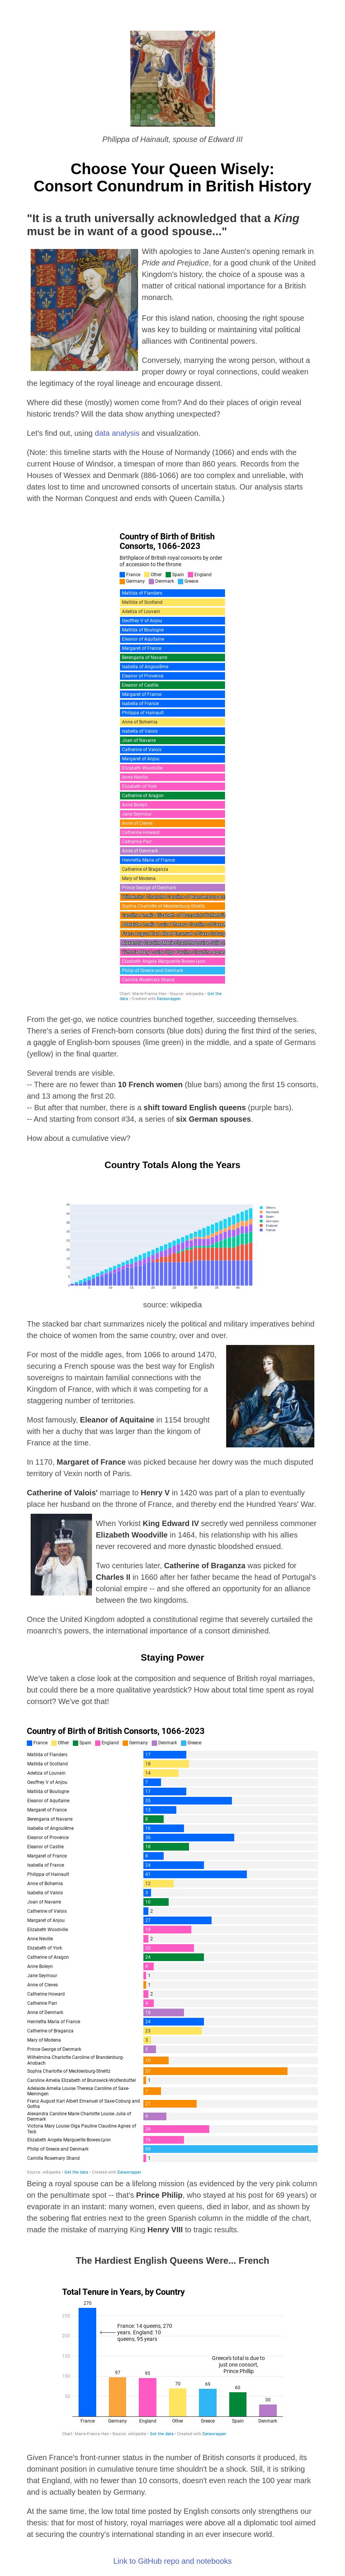 Philippa of Hainault, spouse of Edward III
Choose Your Queen Wisely:
Consort Conundrum in British History
"It is a truth universally acknowledged that a King
must be in want of a good spouse..."
With apologies to Jane Austen's opening remark in
Pride and Prejudice, for a good chunk of the United
Kingdom's history, the choice of a spouse was a
matter of critical national importance for a British
monarch.
For this island nation, choosing the right spouse
was key to building or maintaining vital political
alliances with Continental powers.
Conversely, marrying the wrong person, without a
proper dowry or royal connections, could weaken
the legitimacy of the royal lineage and encourage dissent.
Where did these (mostly) women come from? And do their places of origin reveal
historic trends? Will the data show anything unexpected?
Let's find out, using data analysis and visualization.
(Note: this timeline starts with the House of Normandy (1066) and ends with the
current House of Windsor, a timespan of more than 860 years. Records from the
Houses of Wessex and Denmark (886-1066) are too complex and unreliable, with
dates lost to time and uncrowned consorts of uncertain status. Our analysis starts
with the Norman Conquest and ends with Queen Camilla.)
Country of Birth of British
Consorts, 1066-2023
Birthplace of British royal consorts by order
of accession to the throne
France Other Spain England
Germany Denmark Greece
Matilda of Flanders
Matilda of Scotland
Adeliza of Louvain
Geoffrey V of Anjou
Matilda of Boulogne
Eleanor of Aquitaine
Margaret of France
Berengaria of Navarre
Isabella of Angoulême
Eleanor of Provence
Eleanor of Castile
Margaret of France
Isabella of France
Philippa of Hainault
Anne of Bohemia
Isabella of Valois
Joan of Navarre
Catherine of Valois
Margaret of Anjou
Elizabeth Woodville
Anne Neville
Elizabeth of York
Catherine of Aragon
Anne Boleyn
Jane Seymour
Anne of Cleves
Catherine Howard
Catherine Parr
Anne of Denmark
Henrietta Maria of France
Catherine of Braganza
Mary of Modena
Prince George of Denmark
Wilhelmina Charlotte Caroline of Brandenburg-An
Sophia Charlotte of Mecklenburg-Strelitz
Elizabeth Angela Marguerite Bowes-Lyon
Philip of Greece and Denmark
Camilla Rosemary Shand
Chart: Marie-France Han • Source: wikipedia • Get the
data • Created with Datawrapper
From the get-go, we notice countries bunched together, succeeding themselves.
There's a series of French-born consorts (blue dots) during the first third of the series,
a gaggle of English-born spouses (line green) in the middle, and a spate of Germans
(yellow) in the final quarter.
Several trends are visible.
-- There are no fewer than 10 French women (blue bars) among the first 15 consorts,
and 13 among the first 20.
-- But after that number, there is a shift toward English queens (purple bars).
-- And starting from consort #34, a series of six German spouses.
How about a cumulative view?
Country Totals Along the Years
source: wikipedia
The stacked bar chart summarizes nicely the political and military imperatives behind
the choice of women from the same country, over and over.
For most of the middle ages, from 1066 to around 1470,
securing a French spouse was the best way for English
sovereigns to maintain familial connections with the
Kingdom of France, with which it was competing for a
staggering number of territories.
Most famously, Eleanor of Aquitaine in 1154 brought
with her a duchy that was larger than the kingom of
France at the time.
In 1170, Margaret of France was picked because her dowry was the much disputed
territory of Vexin north of Paris.
Catherine of Valois' marriage to Henry V in 1420 was part of a plan to eventually
place her husband on the throne of France, and thereby end the Hundred Years' War.
When Yorkist King Edward IV secretly wed penniless commoner
Elizabeth Woodville in 1464, his relationship with his allies
never recovered and more dynastic bloodshed ensued.
Two centuries later, Catherine of Braganza was picked for
Charles II in 1660 after her father became the head of Portugal's
colonial empire -- and she offered an opportunity for an alliance
between the two kingdoms.
Once the United Kingdom adopted a constitutional regime that severely curtailed the
moanrch's powers, the international importance of a consort diminished.
Staying Power
We've taken a close look at the composition and sequence of British royal marriages,
but could there be a more qualitative yeardstick? How about total time spent as royal
consort? We've got that!
Country of Birth of British Consorts, 1066-2023
France Other Spain England Germany Denmark Greece
Matilda of Flanders 17
Matilda of Scotland 18
Adeliza of Louvain 14
Geoffrey V of Anjou 7
Matilda of Boulogne 17
Eleanor of Aquitaine 35
Margaret of France 13
Berengaria of Navarre 8
Isabella of Angoulême 16
Eleanor of Provence 36
Eleanor of Castile 18
Margaret of France 8
Isabella of France 24
Philippa of Hainault 41
Anne of Bohemia 12
Isabella of Valois 3
Joan of Navarre 10
Catherine of Valois 2
Margaret of Anjou 27
Elizabeth Woodville 19
Anne Neville 2
Elizabeth of York
Catherine of Aragon 24
Anne Boleyn
Jane Seymour 1
Anne of Cleves 1
Catherine Howard 2
Catherine Parr
Anne of Denmark 16
Henrietta Maria of France 24
Catherine of Braganza 23
Mary of Modena 3
Prince George of Denmark
Wilhelmina Charlotte Caroline of Brandenburg-
Ansbach 10
Sophia Charlotte of Mecklenburg-Strelitz
Caroline Amelia Elizabeth of Brunswick-Wolfenbüttel 1
Adelaide Amelia Louise Theresa Caroline of Saxe-
Meiningen 7
Franz August Karl Albert Emanuel of Saxe-Coburg and
Gotha 21
Alexandra Caroline Marie Charlotte Louise Julia of
Denmark
Victoria Mary Louise Olga Pauline Claudine Agnes of
Teck
Elizabeth Angela Marguerite Bowes-Lyon
Philip of Greece and Denmark 69
Camilla Rosemary Shand 1
Source: wikipedia • Get the data • Created with Datawrapper
Being a royal spouce can be a lifelong mission (as evidenced by the very pink column
on the penultimate spot -- that's Prince Philip, who stayed at his post for 69 years) or
evaporate in an instant: many women, even queens, died in labor, and as shown by
the sobering flat entries next to the green Spanish column in the middle of the chart,
made the mistake of marrying King Henry VIII to tragic results.
The Hardiest English Queens Were... French
Total Tenure in Years, by Country
270
250
200
150
100
50
France: 14 queens, 270
years. England: 10
queens, 95 years
Greece's total is due to
just one consort,
Prince Phillip
97
95
70
69
60
30
France Germany England Other Greece Spain Denmark
Chart: Marie-France Han • Source: wikipedia • Get the data • Created with Datawrapper
Given France's front-runner status in the number of British consorts it produced, its
dominant position in cumulative tenure time shouldn't be a shock. Still, it is striking
that England, with no fewer than 10 consorts, doesn't even reach the 100 year mark
and is actually beaten by Germany.
At the same time, the low total time posted by English consorts only strengthens our
thesis: that for most of history, royal marriages were above all a diplomatic tool aimed
at securing the country's international standing in an ever insecure world.
Link to GitHub repo and notebooks